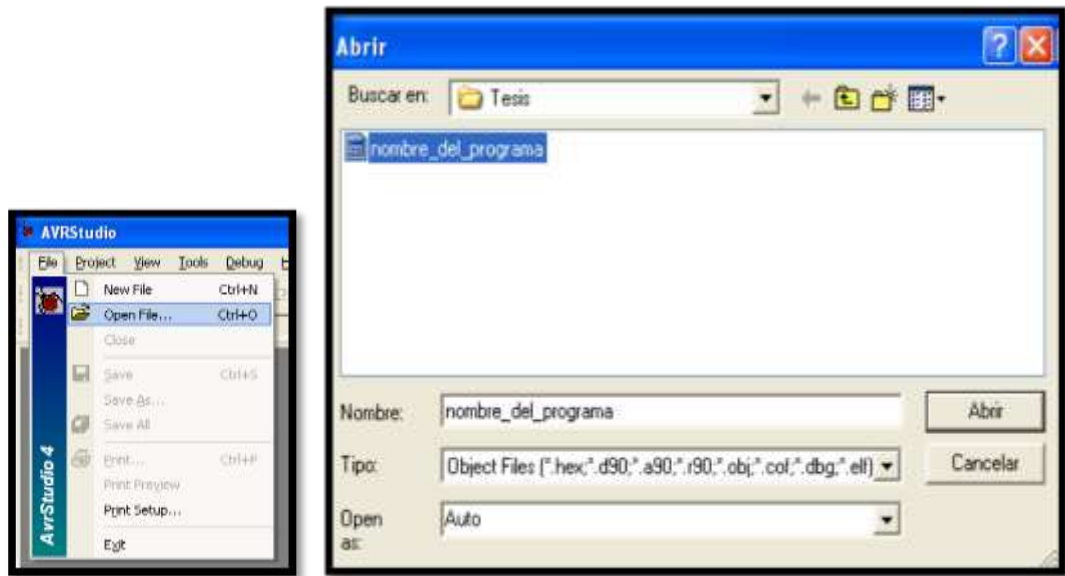 AVRStudio
File Project View Tools Debug
New File Ctrl+N
Open File... Ctrl+O
Close
Save Ctrl+S
Save As...
Save All
Print... Ctrl+P
Print Preview
Print Setup...
Exit
AvrStudio 4
Abrir
Buscar en: Tesis
nombre_del_programa
Nombre: nombre_del_programa Abrir
Tipo: Object Files (*.hex;*.d90;*.a90;*.r90;*.obj;*.cof;*.dbg;*.elf) Cancelar
Open as: Auto